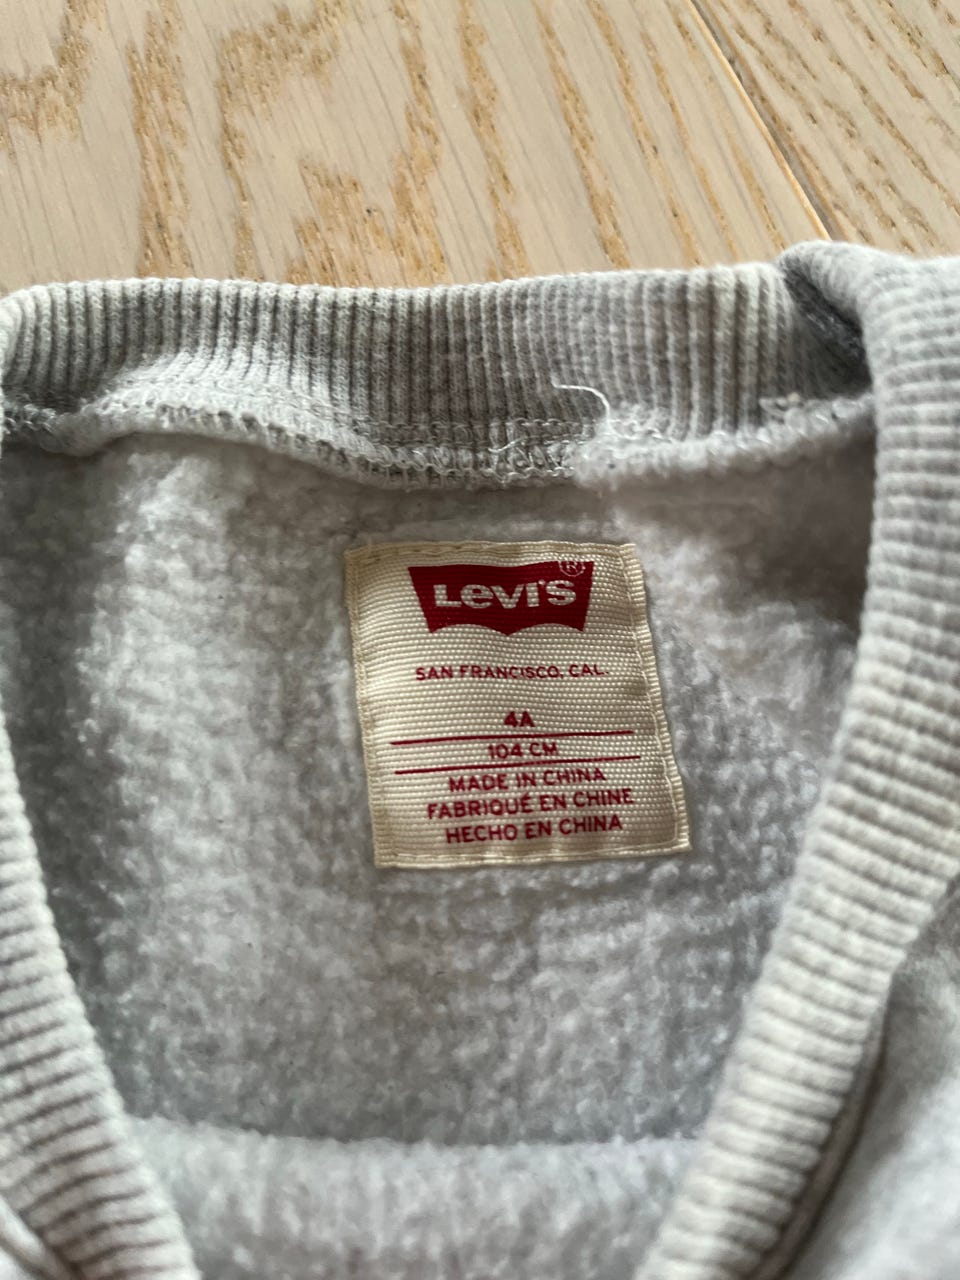 Levi's®
SAN FRANCISCO, CAL.
4A
104 CM
MADE IN CHINA
FABRIQUÉ EN CHINE
HECHO EN CHINA